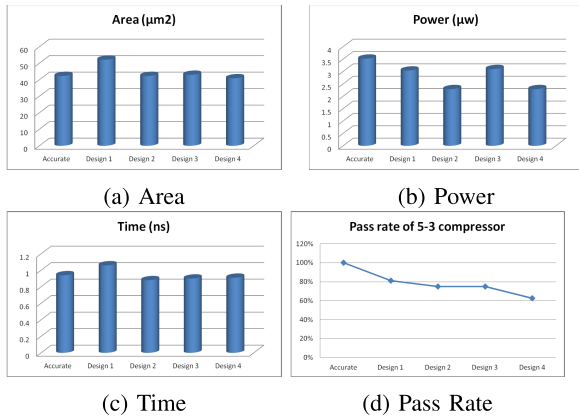 Area (µm2)
60
50
40
30
20
10
0
Accurate Design 1 Design 2 Design 3 Design 4
(a) Area
Power (µw)
4
3.5
3
2.5
2
1.5
1
0.5
0
Accurate Design 1 Design 2 Design 3 Design 4
(b) Power
Time (ns)
1.2
1
0.8
0.6
0.4
0.2
0
Accurate Design 1 Design 2 Design 3 Design 4
(c) Time
Pass rate of 5-3 compressor
120%
100%
80%
60%
40%
20%
0%
Accurate Design 1 Design 2 Design 3 Design 4
(d) Pass Rate